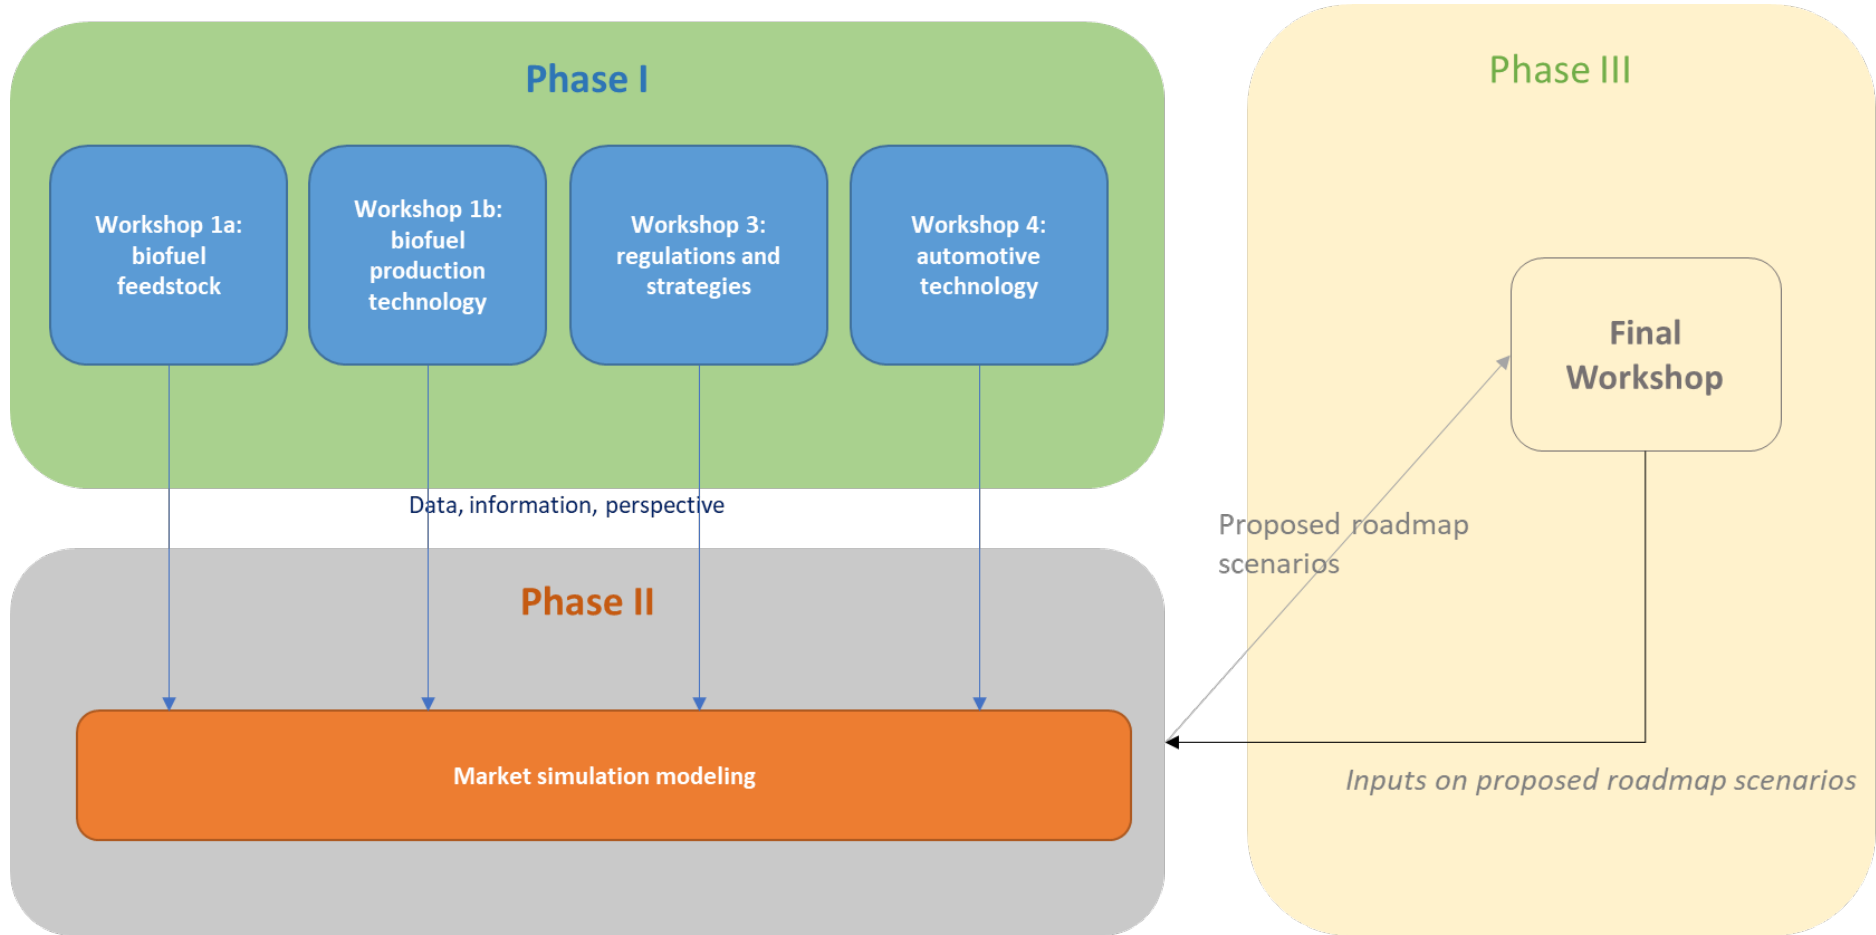 Phase I
Workshop 1a:
biofuel
feedstock
Workshop 1b:
biofuel
production
technology
Workshop 3:
regulations and
strategies
Workshop 4:
automotive
technology
Data, information, perspective
Phase II
Market simulation modeling
Phase III
Final
Workshop
Proposed roadmap
scenarios
Inputs on proposed roadmap scenarios